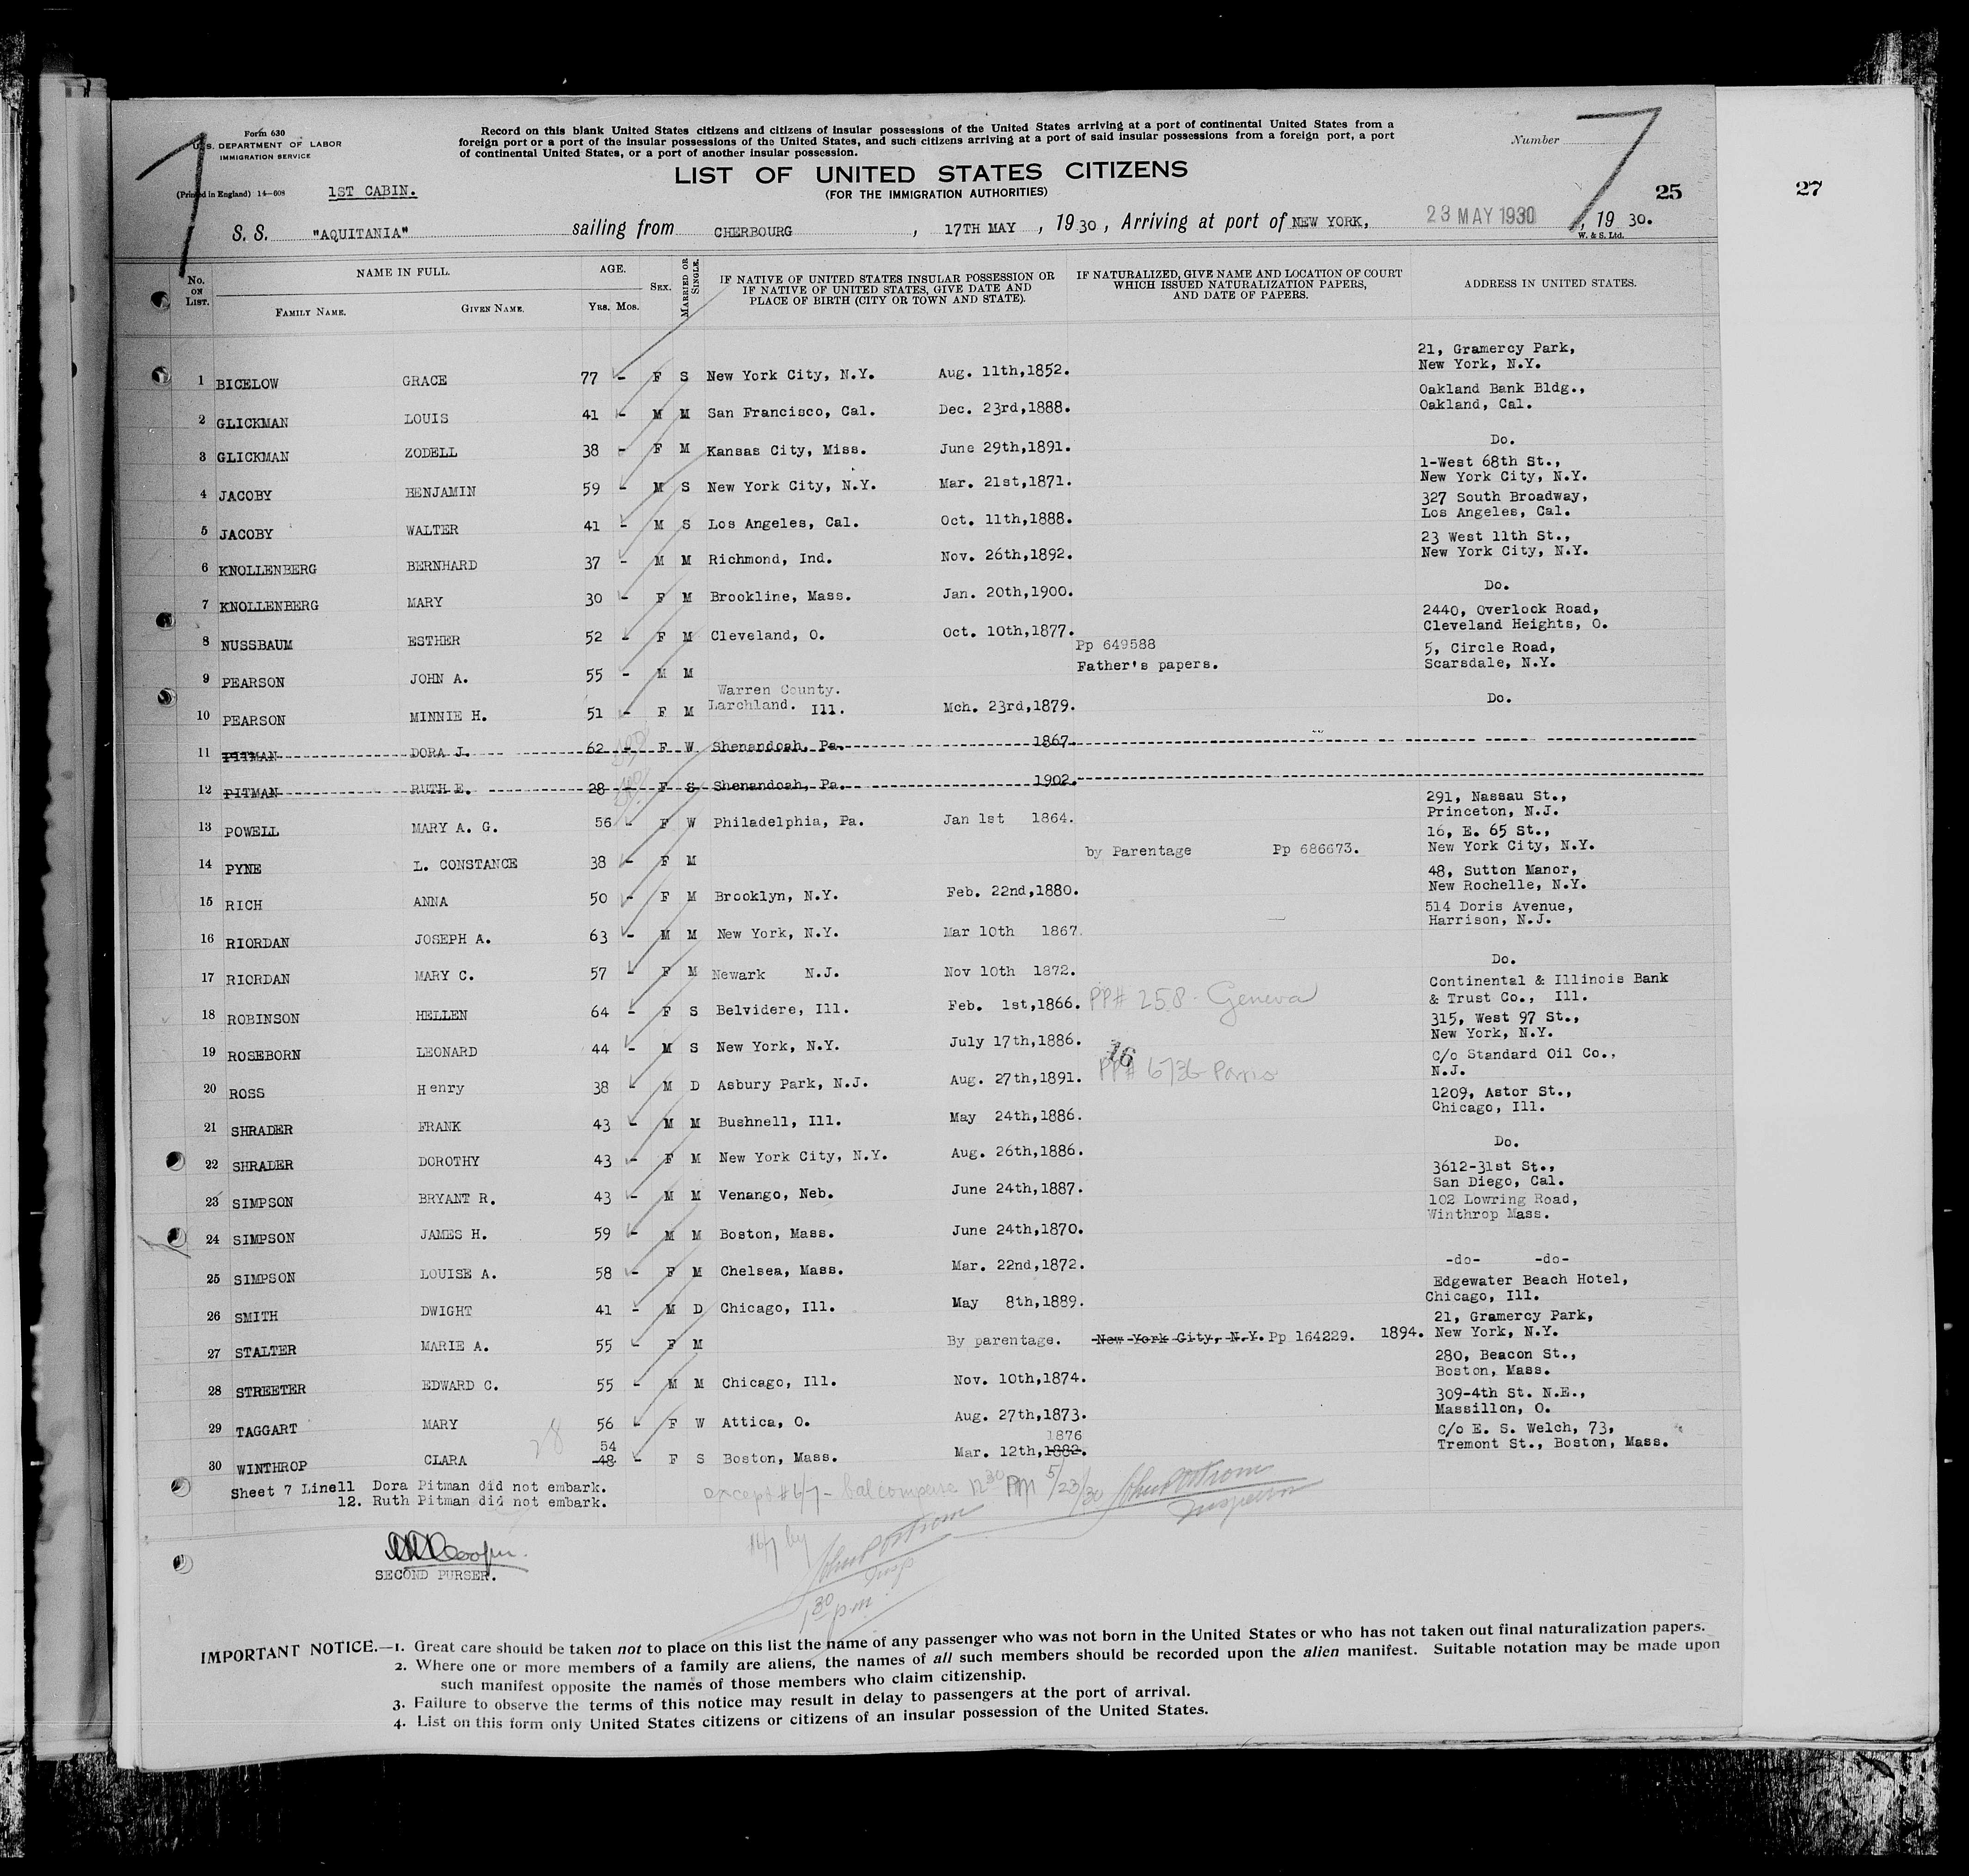 Form 630
U.S. DEPARTMENT OF LABOR
IMMIGRATION SERVICE
(Printed in England) 14—608
1ST CABIN.
Record on this blank United States citizens and citizens of insular possessions of the United States arriving at a port of continental United States from a
foreign port or a port of the insular possessions of the United States, and such citizens arriving at a port of said insular possessions from a foreign port, a port
of continental United States, or a port of another insular possession.
LIST OF UNITED STATES CITIZENS
(FOR THE IMMIGRATION AUTHORITIES)
Number
7 7
25
27
S. S. "AQUITANIA" sailing from CHERBOURG , 17TH MAY , 1930 , Arriving at port of NEW YORK, 23 MAY 1930 , 1930.
W. & S. Ltd.
No. ON LIST. NAME IN FULL. FAMILY NAME. GIVEN NAME. AGE. YRS. MOS. SEX. MARRIED OR SINGLE. IF NATIVE OF UNITED STATES INSULAR POSSESSION OR IF NATIVE OF UNITED STATES, GIVE DATE AND PLACE OF BIRTH (CITY OR TOWN AND STATE). IF NATURALIZED, GIVE NAME AND LOCATION OF COURT WHICH ISSUED NATURALIZATION PAPERS, AND DATE OF PAPERS. ADDRESS IN UNITED STATES.
1 BICELOW GRACE 77 - F S New York City, N.Y. Aug. 11th,1852. 21, Gramercy Park, New York, N.Y.
2 GLICKMAN LOUIS 41 - M M San Francisco, Cal. Dec. 23rd,1888. Oakland Bank Bldg., Oakland, Cal.
3 GLICKMAN ZODELL 38 - F M Kansas City, Miss. June 29th,1891. Do.
4 JACOBY BENJAMIN 59 - M S New York City, N.Y. Mar. 21st,1871. 1-West 68th St., New York City, N.Y.
5 JACOBY WALTER 41 - M S Los Angeles, Cal. Oct. 11th,1888. 327 South Broadway, Los Angeles, Cal.
6 KNOLLENBERG BERNHARD 37 - M M Richmond, Ind. Nov. 26th,1892. 23 West 11th St., New York City, N.Y.
7 KNOLLENBERG MARY 30 - F M Brookline, Mass. Jan. 20th,1900. Do.
8 NUSSBAUM ESTHER 52 - F M Cleveland, O. Oct. 10th,1877. 2440, Overlook Road, Cleveland Heights, O.
9 PEARSON JOHN A. 55 - M M Pp 649588 Father's papers. 5, Circle Road, Scarsdale, N.Y.
10 PEARSON MINNIE H. 51 - F M Warren County. Larchland. Ill. Mch. 23rd,1879. Do.
11 PITMAN DORA J. 62 - F W Shenandoah, Pa. 1867.
12 PITMAN RUTH E. 28 - F S Shenandoah, Pa. 1902.
13 POWELL MARY A. G. 56 - F W Philadelphia, Pa. Jan 1st 1864. 291, Nassau St., Princeton, N.J.
14 PYNE L. CONSTANCE 38 - F M by Parentage Pp 686673. 16, E. 65 St., New York City, N.Y.
15 RICH ANNA 50 - F M Brooklyn, N.Y. Feb. 22nd,1880. 48, Sutton Manor, New Rochelle, N.Y.
16 RIORDAN JOSEPH A. 63 - M M New York, N.Y. Mar 10th 1867. 514 Doris Avenue, Harrison, N.J.
17 RIORDAN MARY C. 57 - F M Newark N.J. Nov 10th 1872. Do.
18 ROBINSON HELLEN 64 - F S Belvidere, Ill. Feb. 1st,1866. PP# 258 - Geneva Continental & Illinois Bank & Trust Co., Ill.
19 ROSEBORN LEONARD 44 - M S New York, N.Y. July 17th,1886. 315, West 97 St., New York, N.Y.
16
20 ROSS Henry 38 - M D Asbury Park, N.J. Aug. 27th,1891. PP# 6736 Paris C/o Standard Oil Co., N.J.
21 SHRADER FRANK 43 - M M Bushnell, Ill. May 24th,1886. 1209, Astor St., Chicago, Ill.
22 SHRADER DOROTHY 43 - F M New York City, N.Y. Aug. 26th,1886. Do.
23 SIMPSON BRYANT R. 43 - M M Venango, Neb. June 24th,1887. 3612-31st St., San Diego, Cal.
24 SIMPSON JAMES H. 59 - M M Boston, Mass. June 24th,1870. 102 Lowring Road, Winthrop Mass.
25 SIMPSON LOUISE A. 58 - F M Chelsea, Mass. Mar. 22nd,1872. -do- -do-
26 SMITH DWIGHT 41 - M D Chicago, Ill. May 8th,1889. Edgewater Beach Hotel, Chicago, Ill.
27 STALTER MARIE A. 55 - F M By parentage. New York City, N.Y. Pp 164229. 1894. 21, Gramercy Park, New York, N.Y.
28 STREETER EDWARD C. 55 - M M Chicago, Ill. Nov. 10th,1874. 280, Beacon St., Boston, Mass.
29 TAGGART MARY 56 - F W Attica, O. Aug. 27th,1873. 309-4th St. N.E., Massillon, O.
30 WINTHROP CLARA 54 48 - F S Boston, Mass. Mar. 12th,1882. 1876 C/o E. S. Welch, 73, Tremont St., Boston, Mass.
28
Sheet 7 Line11 Dora Pitman did not embark.
12. Ruth Pitman did not embark.
except #6/7 - bal compare 12 30 PM 5/23/30 John P Ostrom
Inspector
#6/7 by John P Ostrom
Insp
1 30 pm
Cooper.
SECOND PURSER.
IMPORTANT NOTICE.—1. Great care should be taken not to place on this list the name of any passenger who was not born in the United States or who has not taken out final naturalization papers.
2. Where one or more members of a family are aliens, the names of all such members should be recorded upon the alien manifest. Suitable notation may be made upon
such manifest opposite the names of those members who claim citizenship.
3. Failure to observe the terms of this notice may result in delay to passengers at the port of arrival.
4. List on this form only United States citizens or citizens of an insular possession of the United States.